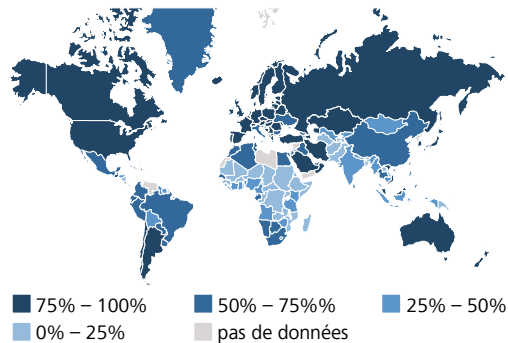 75% – 100% 50% – 75%% 25% – 50%
0% – 25% pas de données